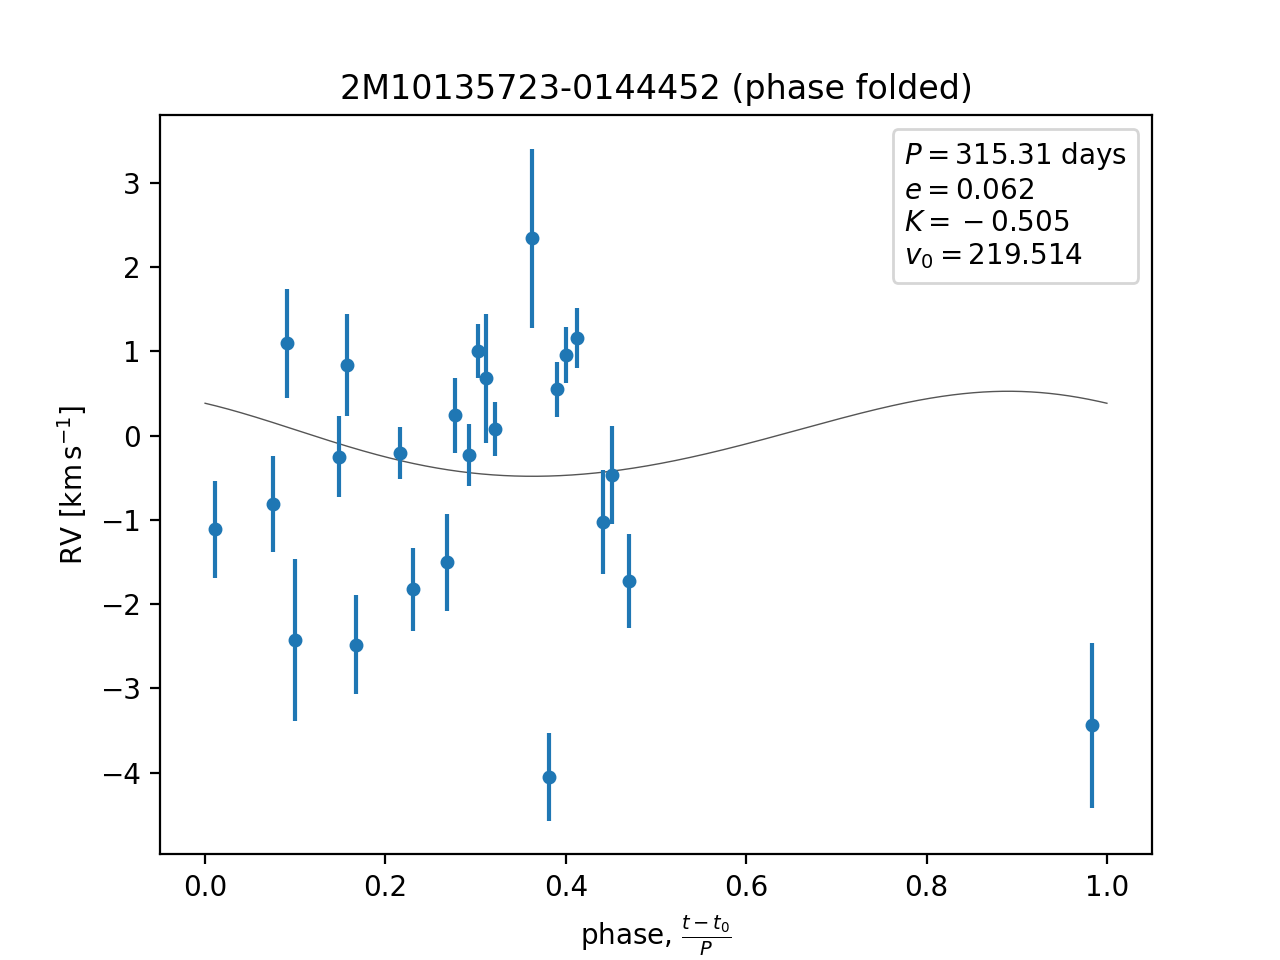 2M10135723-0144452 (phase folded)
P = 315.31 days
e = 0.062
K = −0.505
v₀ = 219.514
3
2
1
0
−1
−2
−3
−4
RV [km s⁻¹]
0.0 0.2 0.4 0.6 0.8 1.0
phase, (t − t₀)/P